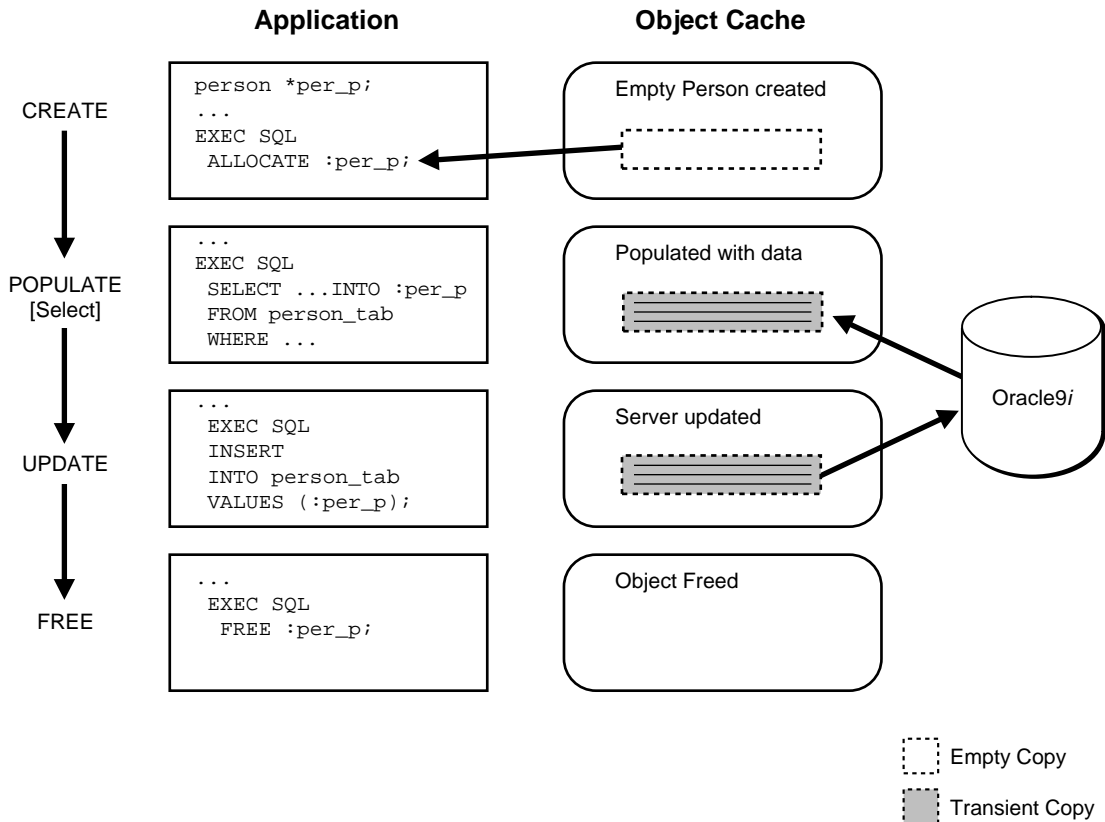 Application
Object Cache
CREATE
person *per_p;
...
EXEC SQL
ALLOCATE :per_p;
Empty Person created
POPULATE
[Select]
...
EXEC SQL
SELECT ...INTO :per_p
FROM person_tab
WHERE ...
Populated with data
Oracle9i
UPDATE
...
EXEC SQL
INSERT
INTO person_tab
VALUES (:per_p);
Server updated
FREE
...
EXEC SQL
FREE :per_p;
Object Freed
Empty Copy
Transient Copy